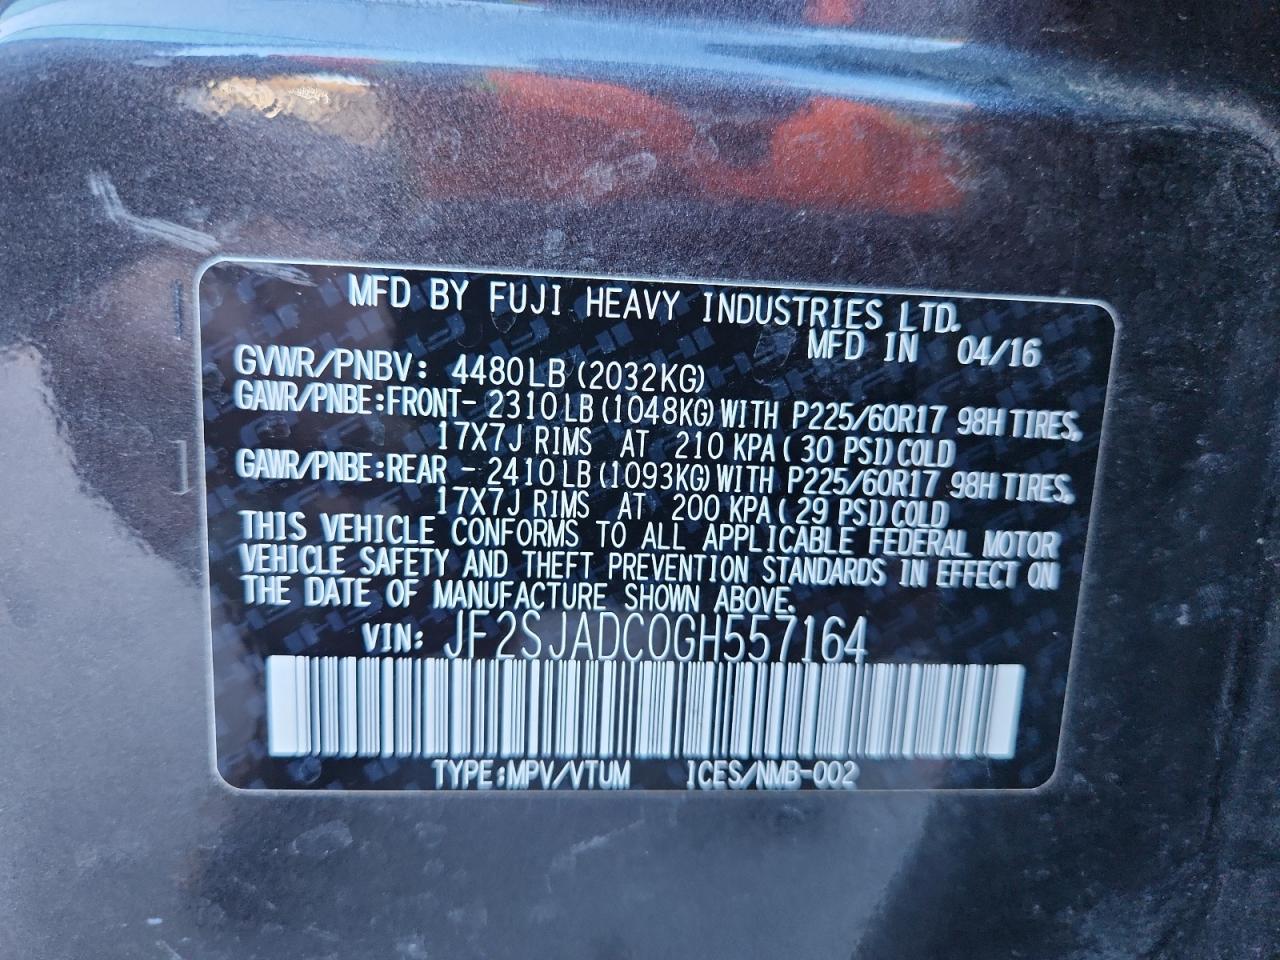 MFD BY FUJI HEAVY INDUSTRIES LTD.
MFD IN 04/16
GVWR/PNBV: 4480LB (2032KG)
GAWR/PNBE:FRONT- 2310LB (1048KG) WITH P225/60R17 98H TIRES,
17X7J RIMS AT 210 KPA ( 30 PSI) COLD
GAWR/PNBE:REAR - 2410LB (1093KG) WITH P225/60R17 98H TIRES,
17X7J RIMS AT 200 KPA ( 29 PSI) COLD
THIS VEHICLE CONFORMS TO ALL APPLICABLE FEDERAL MOTOR
VEHICLE SAFETY AND THEFT PREVENTION STANDARDS IN EFFECT ON
THE DATE OF MANUFACTURE SHOWN ABOVE.
VIN: JF2SJADC0GH557164
TYPE:MPV/VTUM ICES/NMB-002